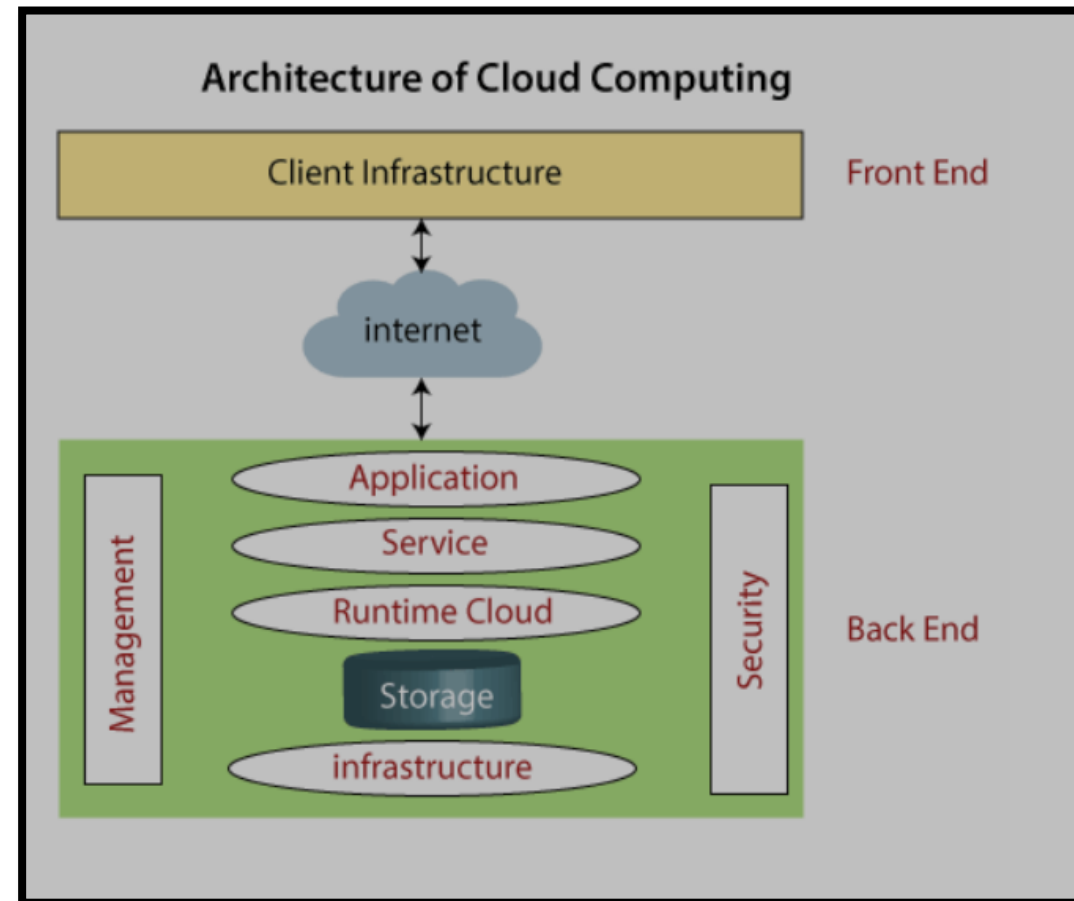 Architecture of Cloud Computing
Client Infrastructure
Front End
internet
Application
Service
Runtime Cloud
Storage
infrastructure
Management
Security
Back End